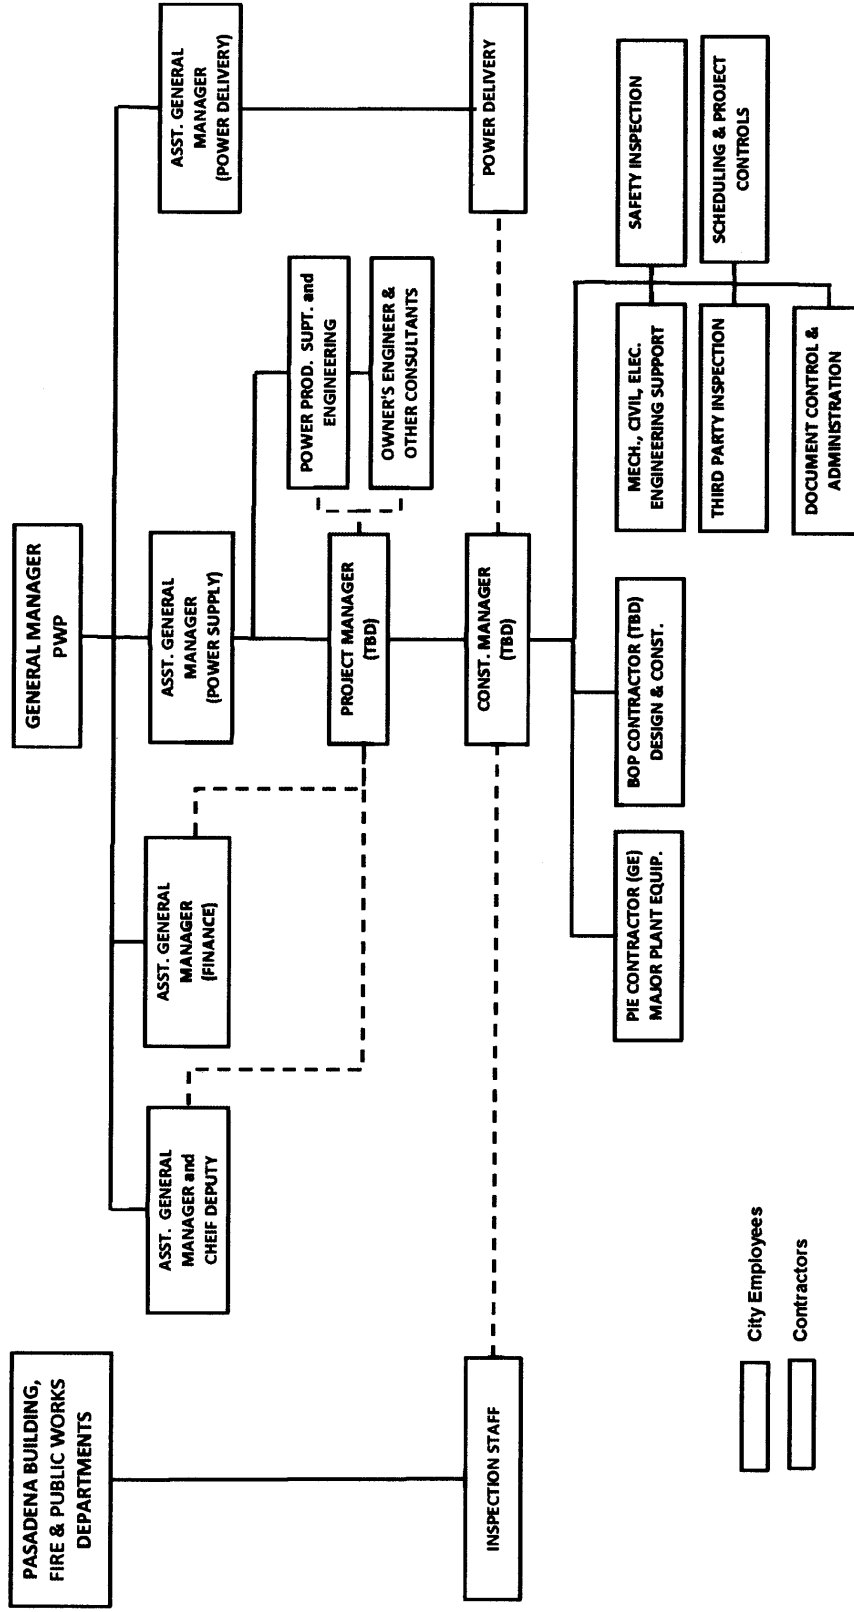 PASADENA BUILDING,
FIRE & PUBLIC WORKS
DEPARTMENTS
GENERAL MANAGER
PWP
ASST. GENERAL
MANAGER and
CHEIF DEPUTY
ASST. GENERAL
MANAGER
(FINANCE)
ASST. GENERAL
MANAGER
(POWER SUPPLY)
ASST. GENERAL
MANAGER
(POWER DELIVERY)
POWER PROD. SUPT. and
ENGINEERING
OWNER'S ENGINEER &
OTHER CONSULTANTS
PROJECT MANAGER
(TBD)
INSPECTION STAFF
CONST. MANAGER
(TBD)
POWER DELIVERY
PIE CONTRACTOR (GE)
MAJOR PLANT EQUIP.
BOP CONTRACTOR (TBD)
DESIGN & CONST.
MECH., CIVIL, ELEC.
ENGINEERING SUPPORT
SAFETY INSPECTION
THIRD PARTY INSPECTION
SCHEDULING & PROJECT
CONTROLS
DOCUMENT CONTROL &
ADMINISTRATION
City Employees
Contractors